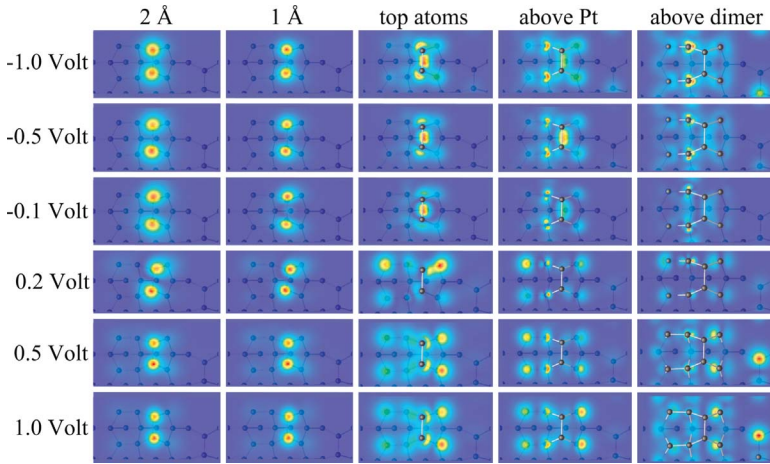 2 Å 1 Å top atoms above Pt above dimer
-1.0 Volt
-0.5 Volt
-0.1 Volt
0.2 Volt
0.5 Volt
1.0 Volt